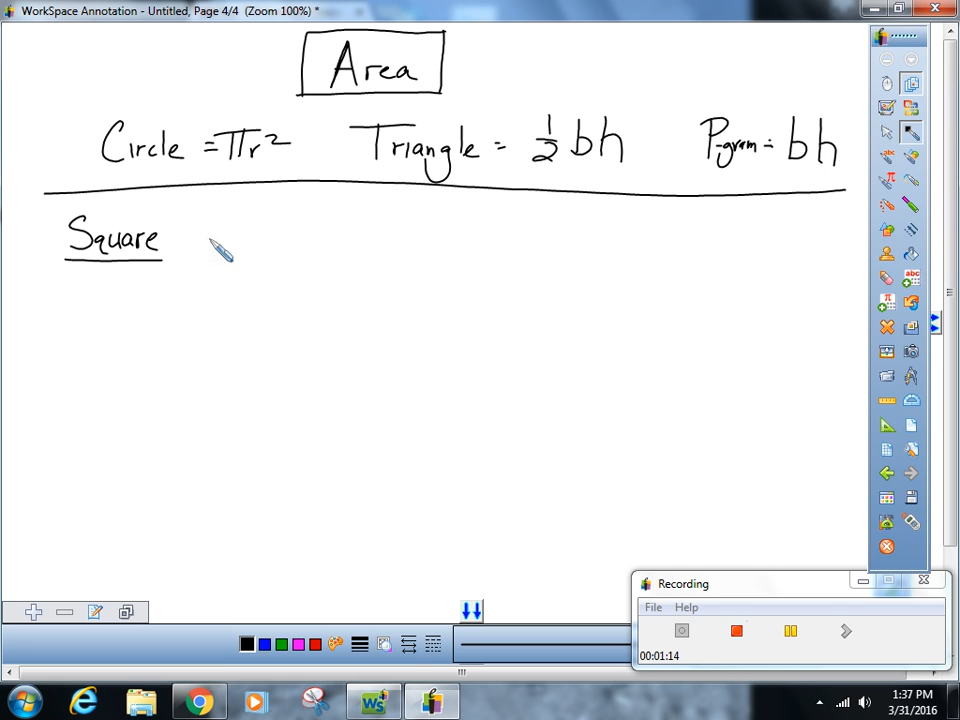 WorkSpace Annotation - Untitled, Page 4/4 (Zoom 100%) *
Area
Circle = πr² Triangle = ½ bh P-gram = bh
Square
Recording
File Help
00:01:14
1:37 PM
3/31/2016